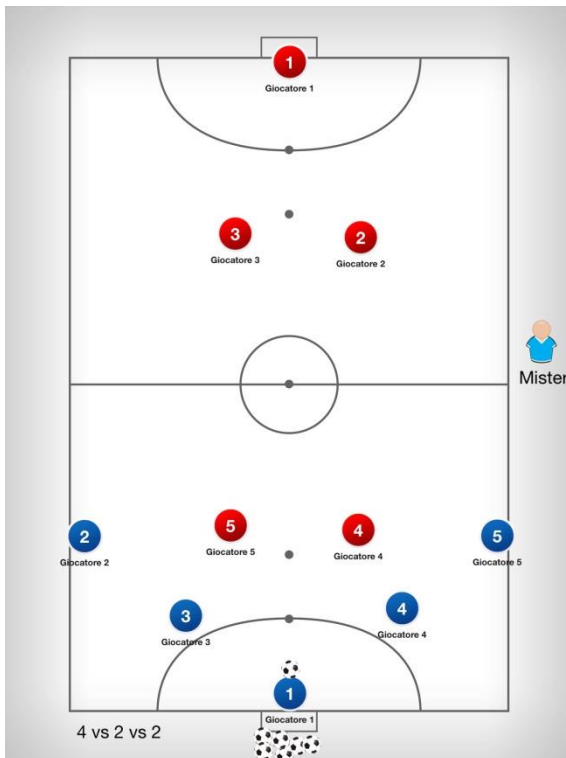 1
Giocatore 1
3
2
Giocatore 3
Giocatore 2
Mister
5
4
2
5
Giocatore 5
Giocatore 4
Giocatore 2
Giocatore 5
3
4
Giocatore 3
Giocatore 4
1
Giocatore 1
4 vs 2 vs 2